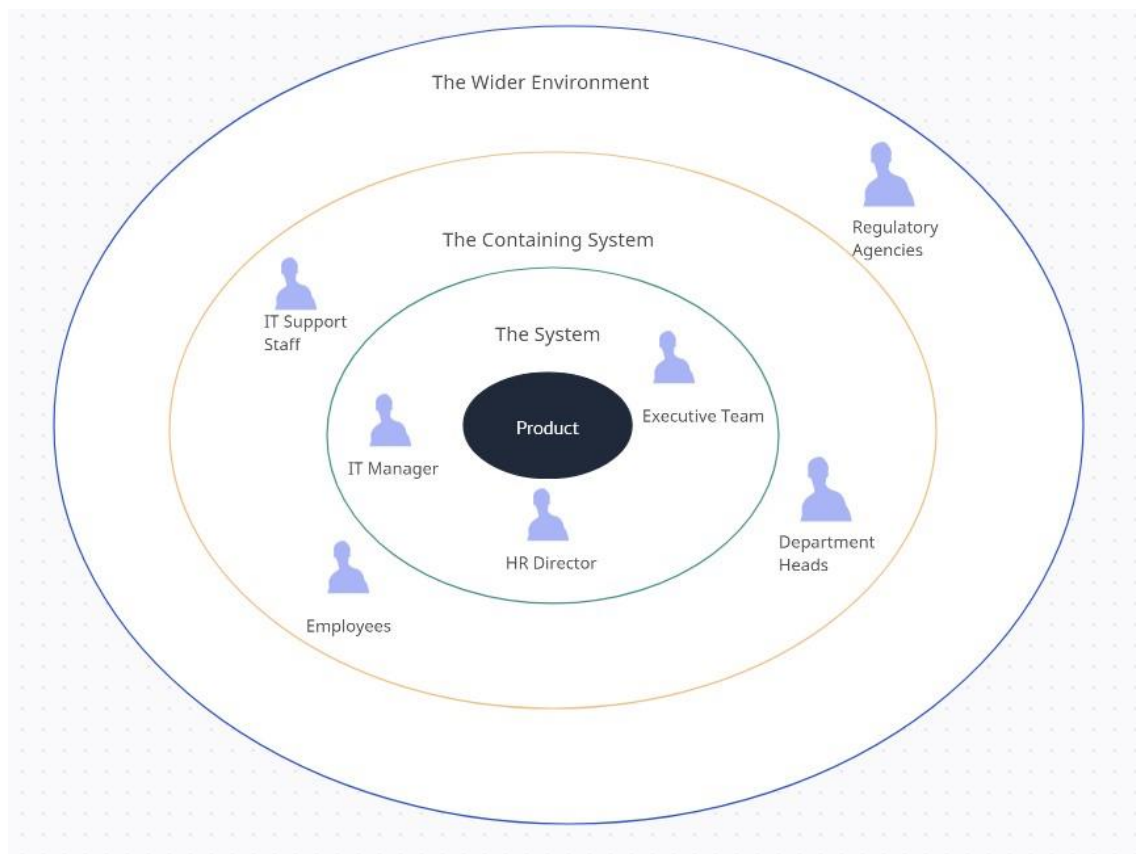 The Wider Environment
Regulatory
Agencies
The Containing System
IT Support
Staff
The System
Executive Team
Product
IT Manager
HR Director
Department
Heads
Employees